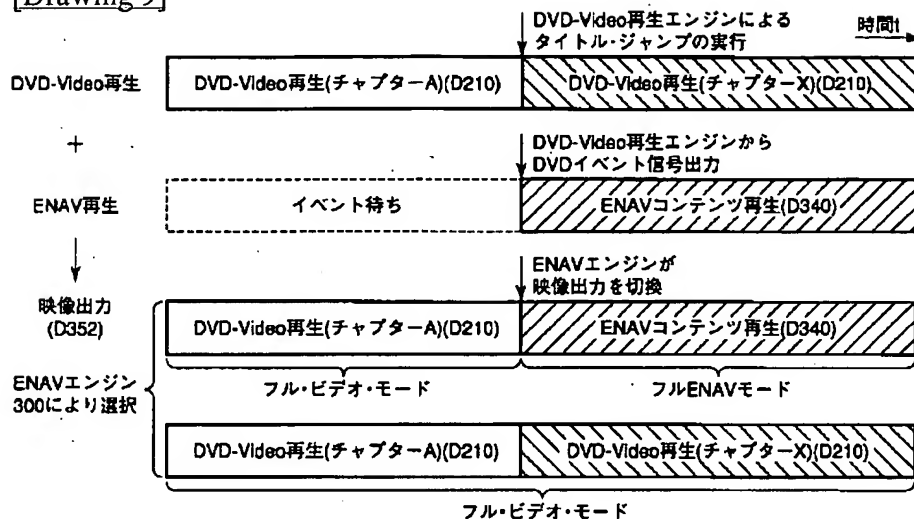 [Drawing 9]
DVD-Video再生エンジンによる
タイトル・ジャンプの実行
時間t
DVD-Video再生
DVD-Video再生(チャプターA)(D210)
DVD-Video再生(チャプターX)(D210)
+
DVD-Video再生エンジンから
DVDイベント信号出力
ENAV再生
イベント待ち
ENAVコンテンツ再生(D340)
ENAVエンジンが
映像出力を切換
映像出力
(D352)
DVD-Video再生(チャプターA)(D210)
ENAVコンテンツ再生(D340)
フル・ビデオ・モード
フルENAVモード
ENAVエンジン
300により選択
DVD-Video再生(チャプターA)(D210)
DVD-Video再生(チャプターX)(D210)
フル・ビデオ・モード